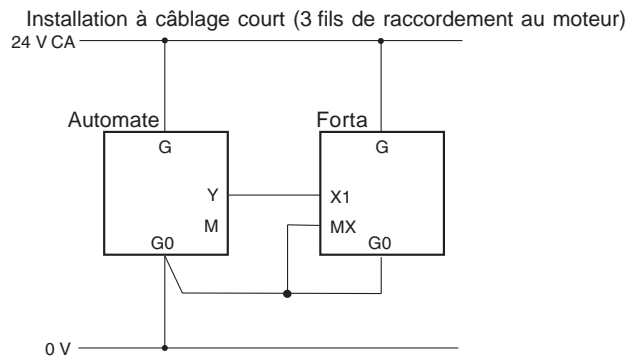 Installation à câblage court (3 fils de raccordement au moteur)
24 V CA
Automate
Forta
G
G
Y
X1
M
MX
G0
G0
0 V